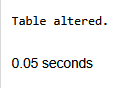 Table altered.
0.05 seconds